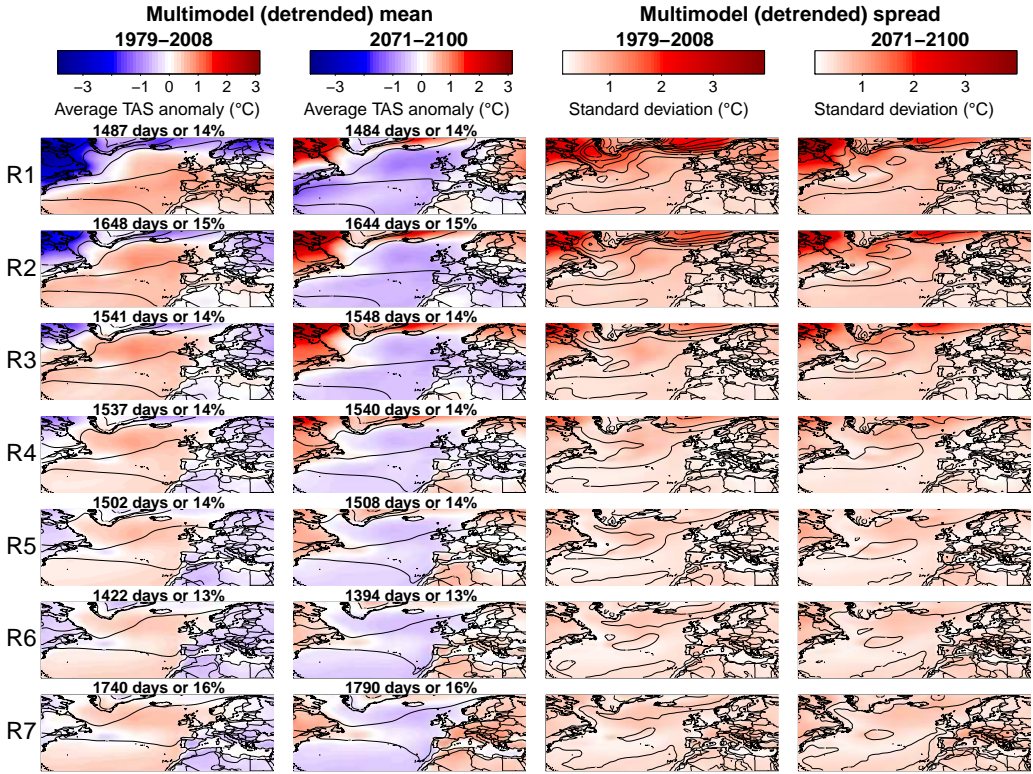 Multimodel (detrended) mean
Multimodel (detrended) spread
1979−2008
2071−2100
1979−2008
2071−2100
−3 −2 −1 0 1 2 3
−3 −2 −1 0 1 2 3
1 2 3
1 2 3
Average TAS anomaly (°C)
Average TAS anomaly (°C)
Standard deviation (°C)
Standard deviation (°C)
1487 days or 14%
1484 days or 14%
R1
1648 days or 15%
1644 days or 15%
R2
1541 days or 14%
1548 days or 14%
R3
1537 days or 14%
1540 days or 14%
R4
1502 days or 14%
1508 days or 14%
R5
1422 days or 13%
1394 days or 13%
R6
1740 days or 16%
1790 days or 16%
R7